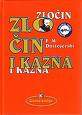 ZLOČIN
I KAZNA
F. M.
Dostojevski
ZLO
ČIN
I KAZNA